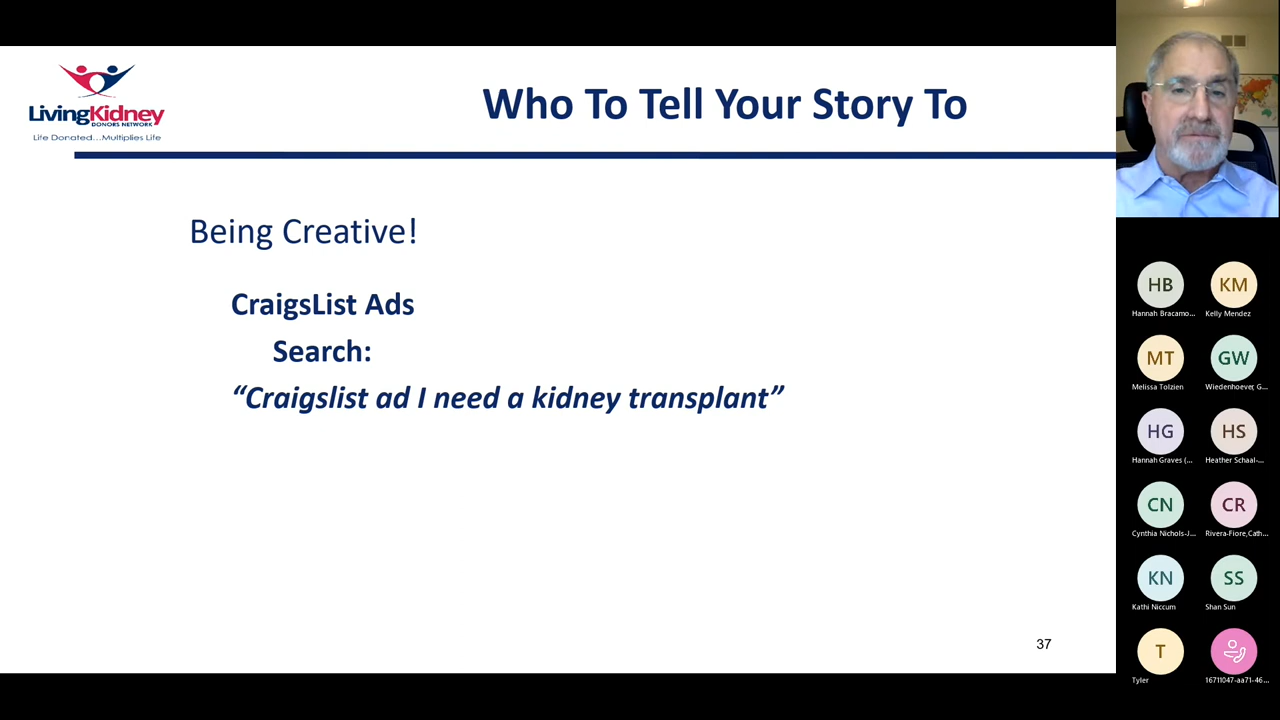 LivingKidney
DONORS NETWORK
Life Donated...Multiplies Life
Who To Tell Your Story To
Being Creative!
CraigsList Ads
Search:
“Craigslist ad I need a kidney transplant”
37
HB
Hannah Bracamo...
KM
Kelly Mendez
MT
Melissa Tolzien
GW
Wiedenhoever, G...
HG
Hannah Graves (...
HS
Heather Schaal-...
CN
Cynthia Nichols-J...
CR
Rivera-Fiore,Cath...
KN
Kathi Niccum
SS
Shan Sun
T
Tyler
16711047-aa71-46...